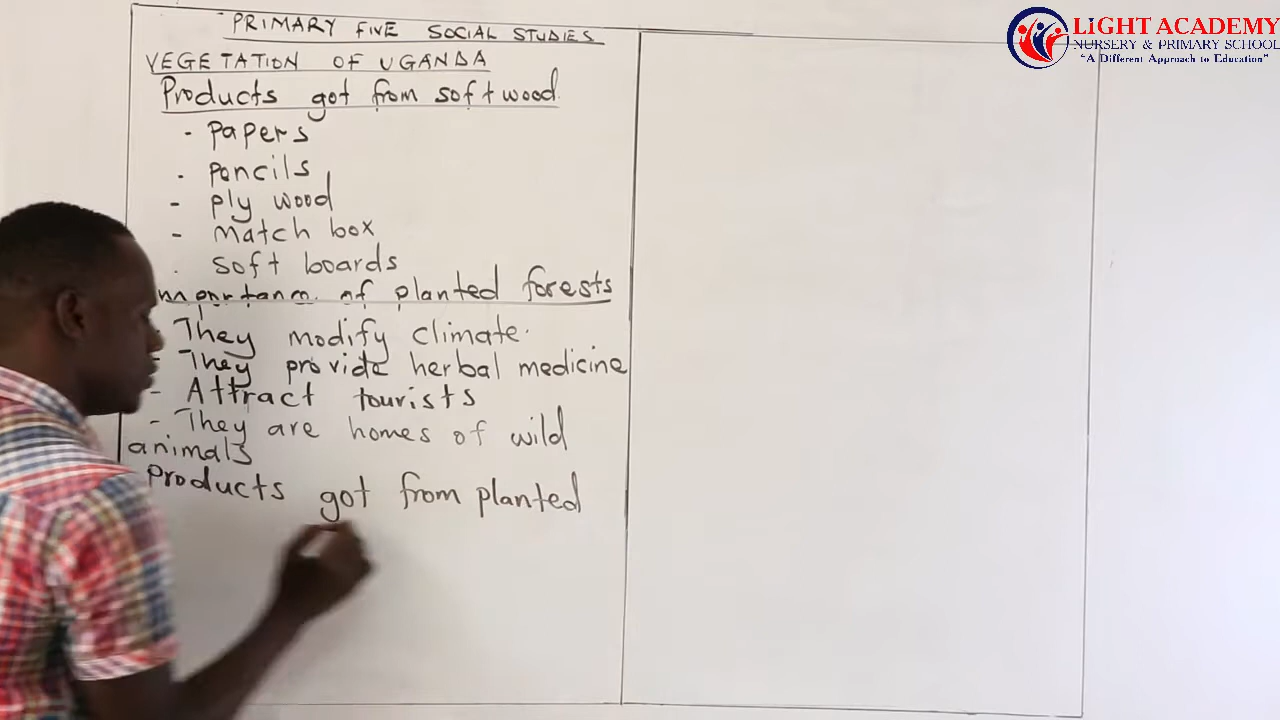 PRIMARY FIVE SOCIAL STUDIES
VEGETATION OF UGANDA
Products got from softwood
- papers
- pencils
- ply wood
- match box
- soft boards
importance of planted forests
- They modify climate.
- They provide herbal medicine
- Attract tourists
- They are homes of wild
animals
products got from planted
LIGHT ACADEMY
NURSERY & PRIMARY SCHOOL
"A Different Approach to Education"